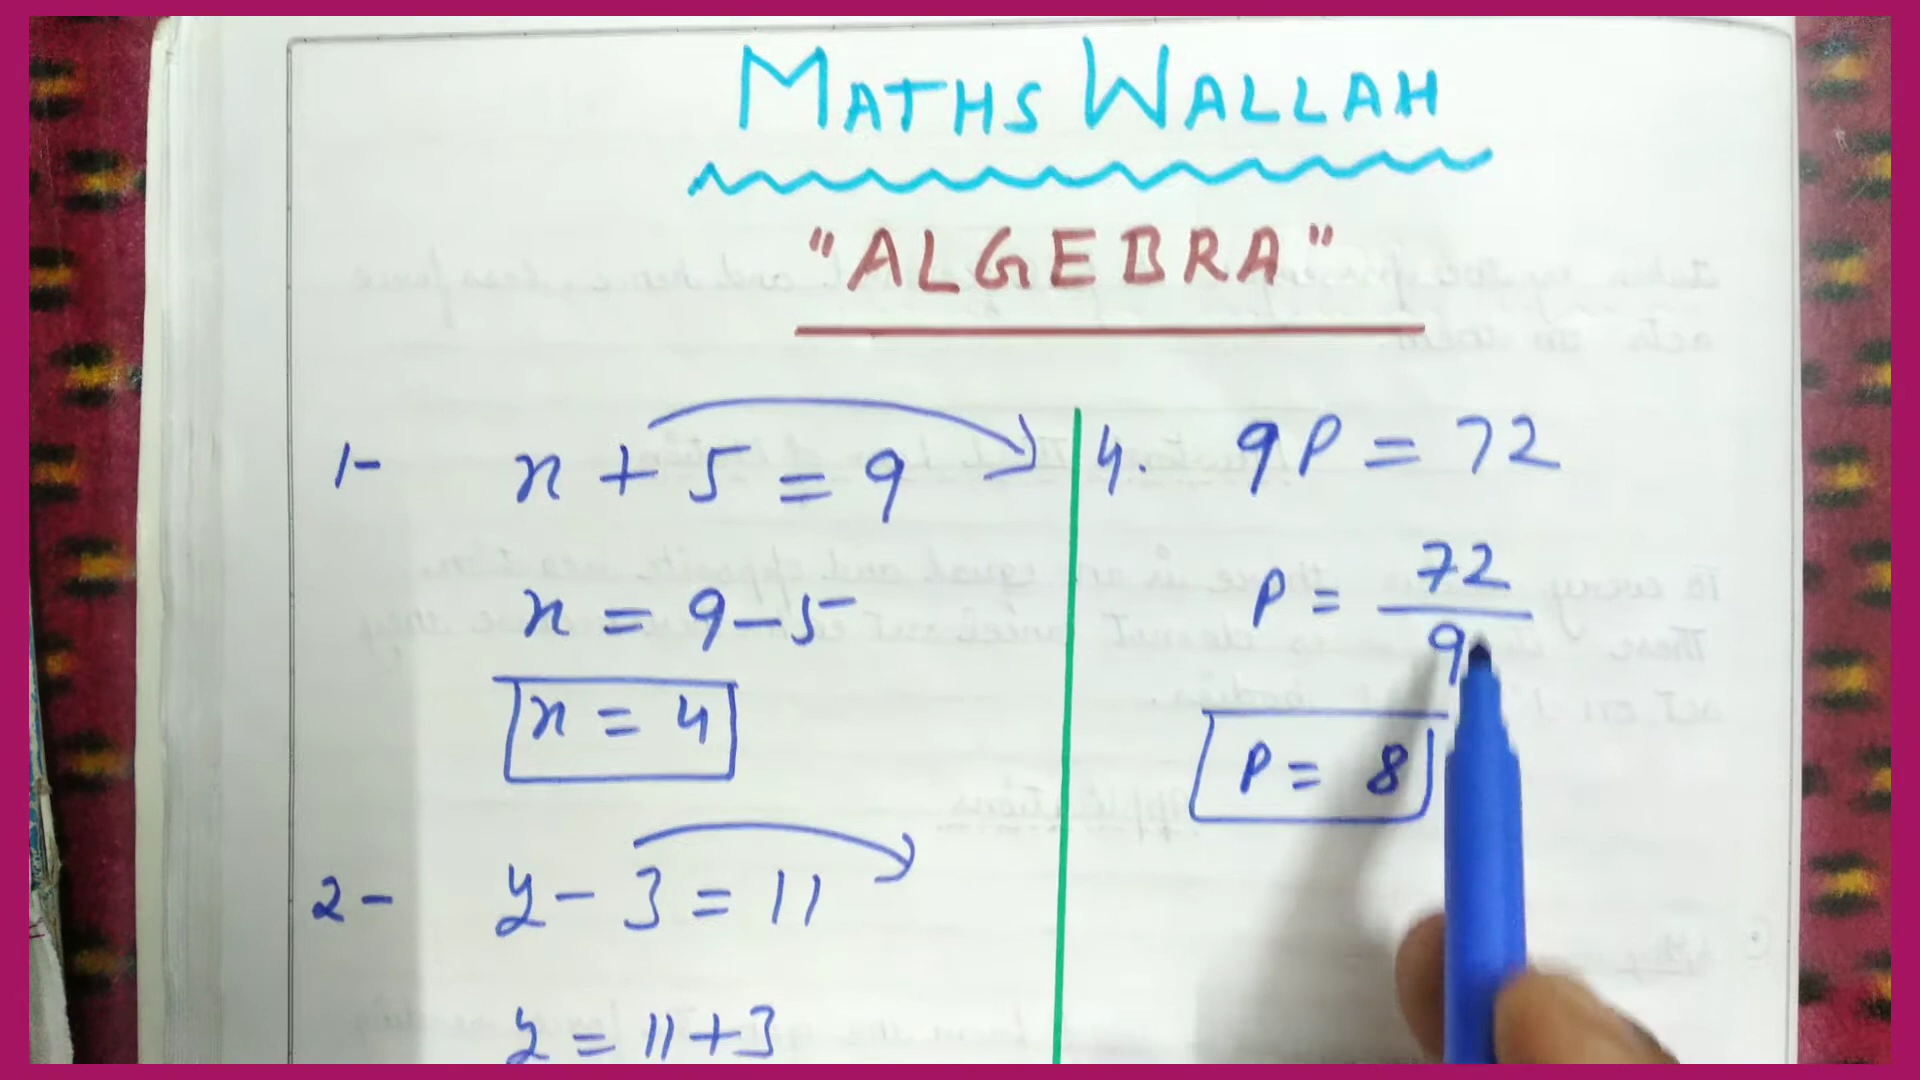 MATHS WALLAH
"ALGEBRA"
1- x + 5 = 9
x = 9 - 5
x = 4
2- y - 3 = 11
y = 11 + 3
4. 9P = 72
P = 72/9
P = 8